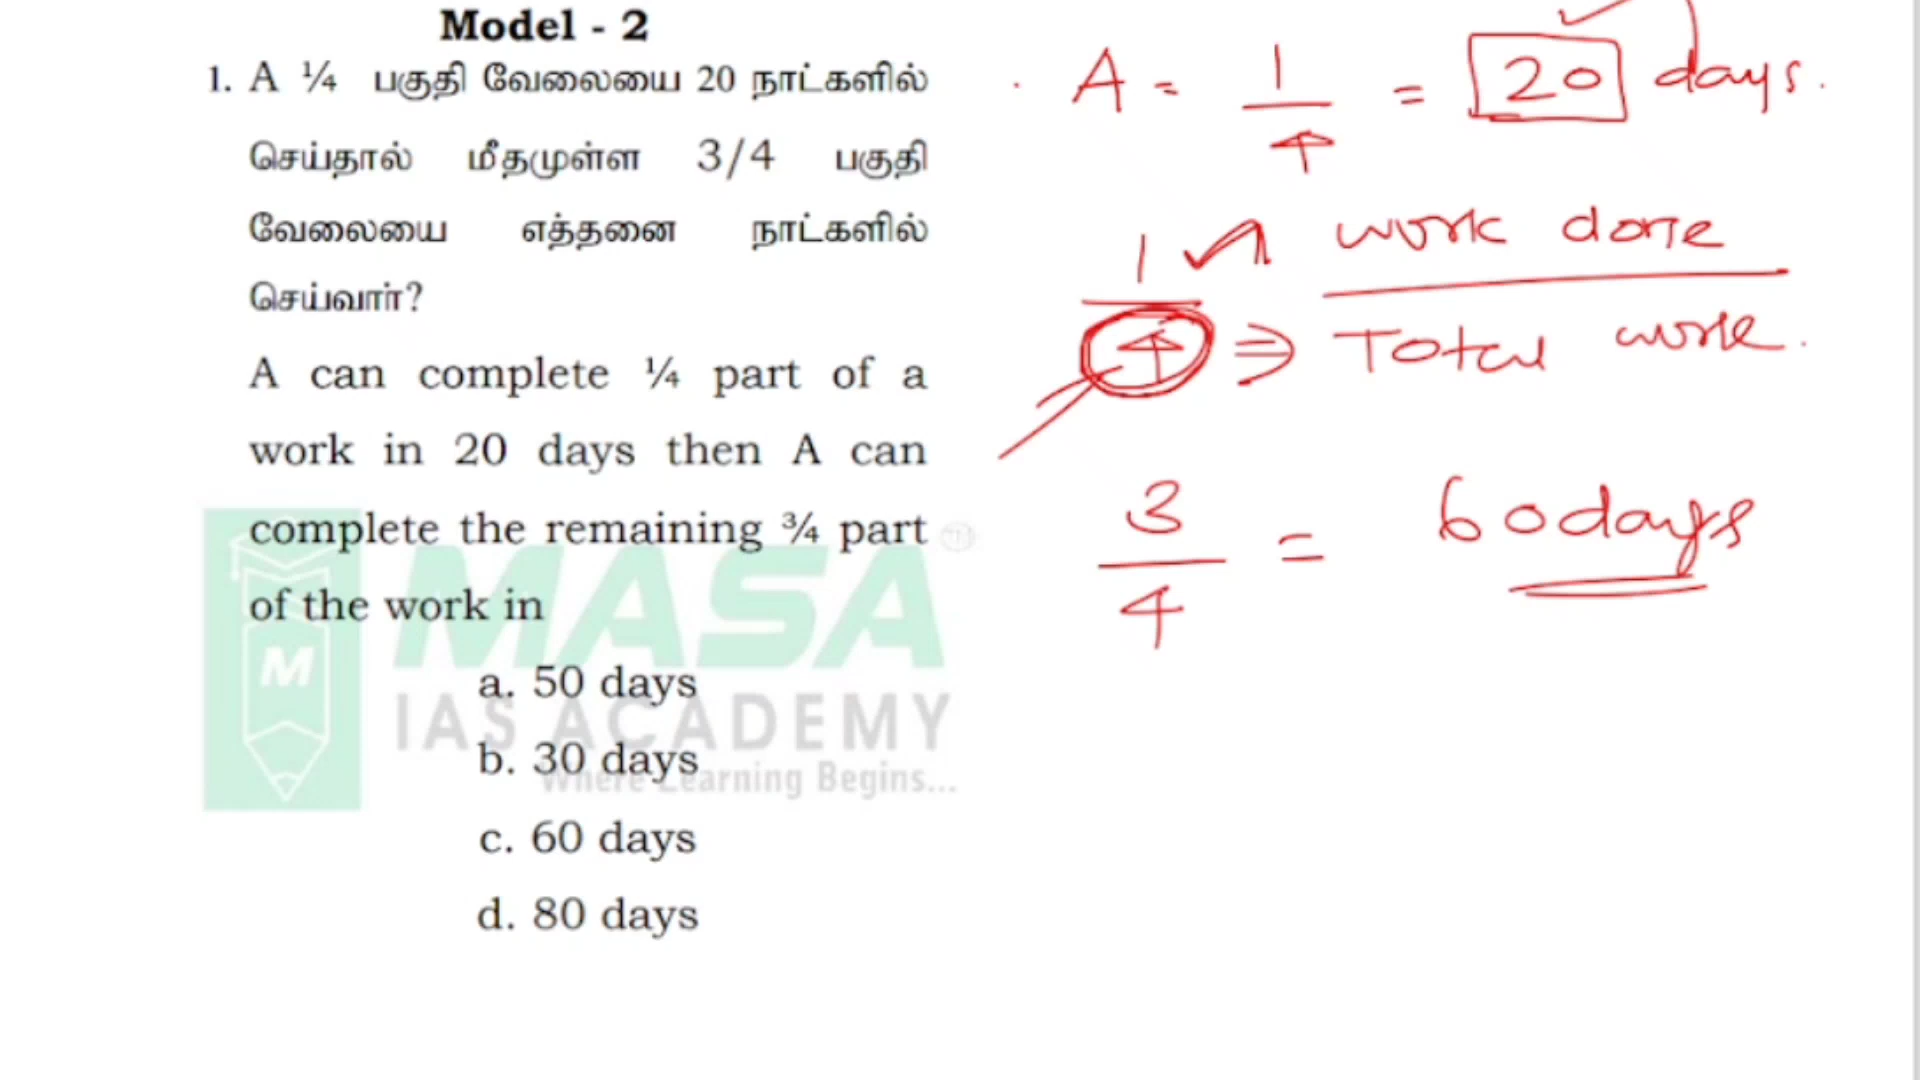 Model - 2
1. A ¼ பகுதி வேலையை 20 நாட்களில்
செய்தால் மீதமுள்ள 3/4 பகுதி
வேலையை எத்தனை நாட்களில்
செய்வார்?
A can complete ¼ part of a
work in 20 days then A can
complete the remaining ¾ part
of the work in
a. 50 days
b. 30 days
c. 60 days
d. 80 days
MASA
IAS ACADEMY
Where Learning Begins...
M
A = 1/4 = 20 days.
1 work done
4 ⇒ Total work.
3/4 = 60days